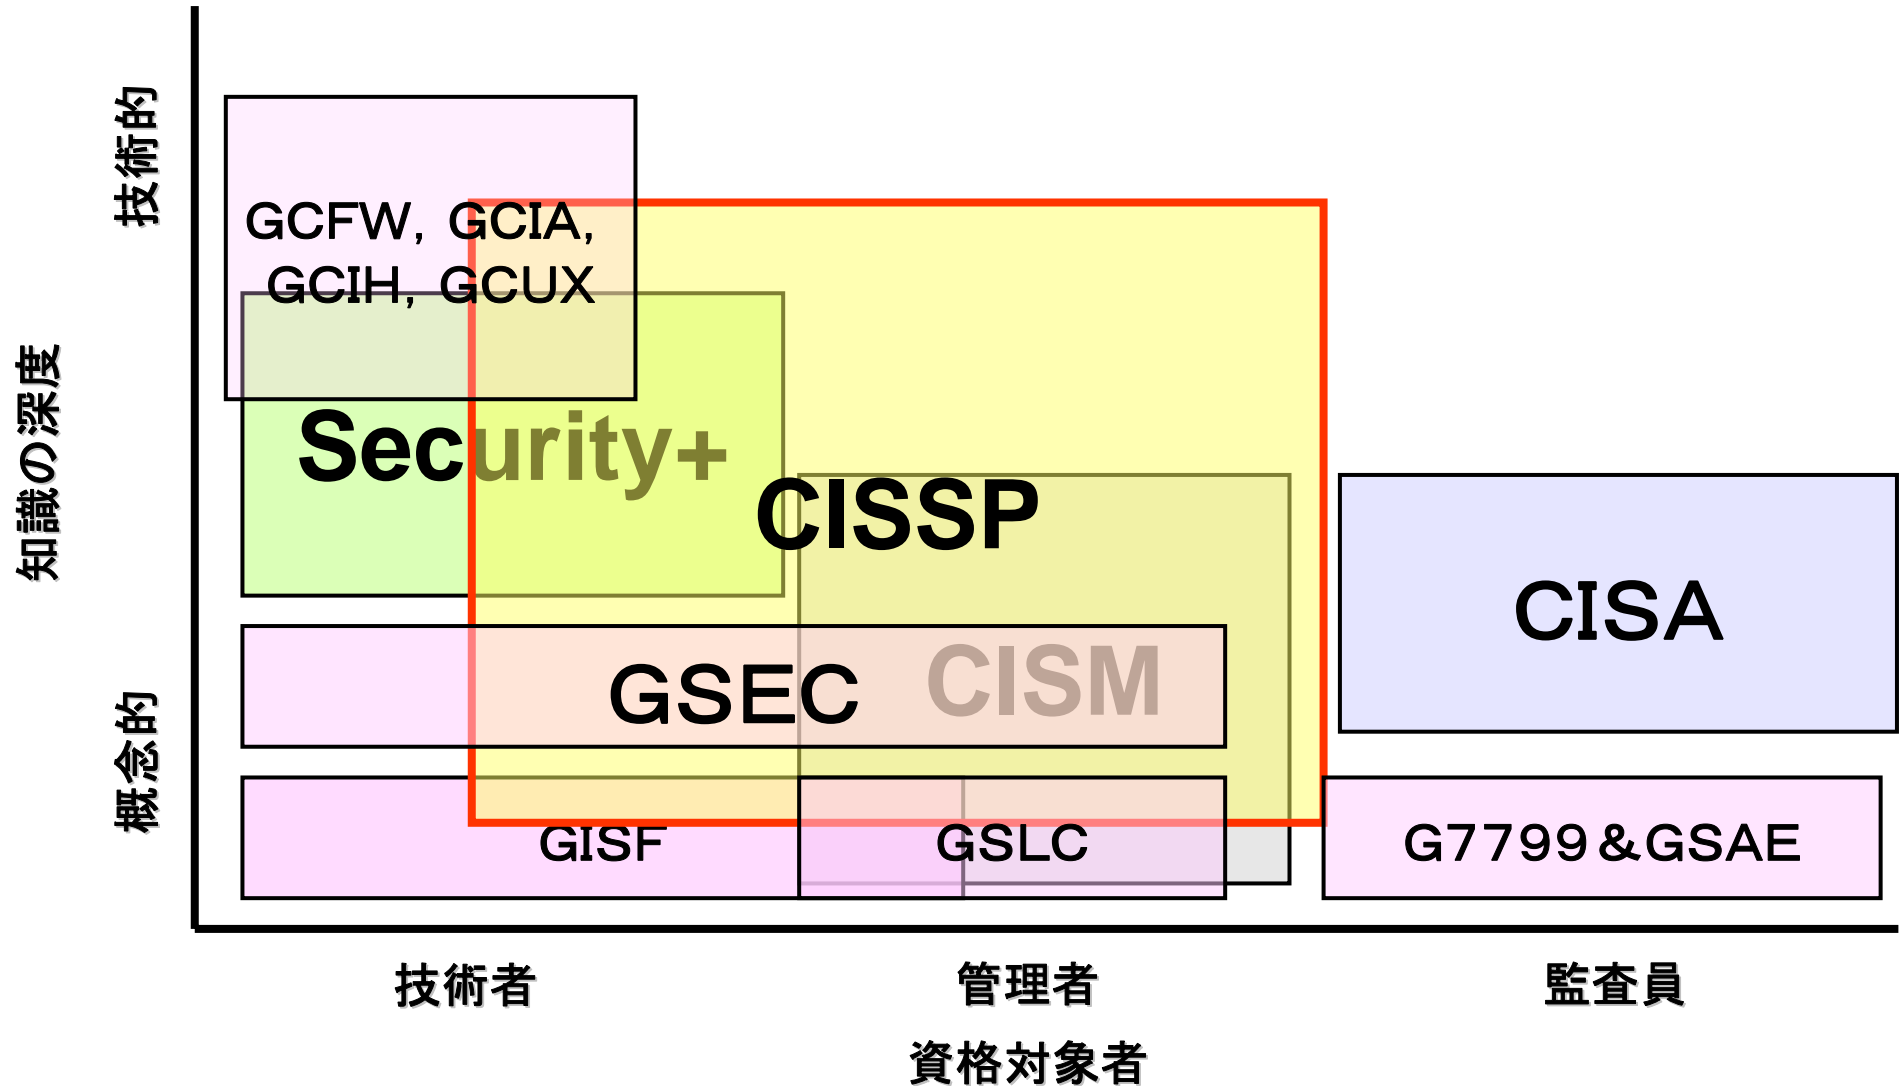 技術的
知識の深度
概念的
ＧＣＦＷ，ＧＣＩＡ，
ＧＣＩＨ，ＧＣＵＸ
Security+
CISSP
ＣＩＳＡ
ＧＳＥＣ
CISM
ＧＩＳＦ
ＧＳＬＣ
Ｇ７７９９＆ＧＳＡＥ
技術者
管理者
監査員
資格対象者